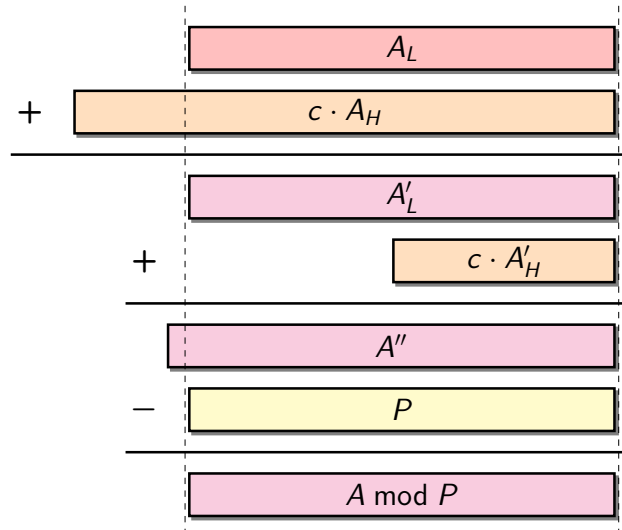 A_L
+ c · A_H
A′_L
+ c · A′_H
A″
− P
A mod P